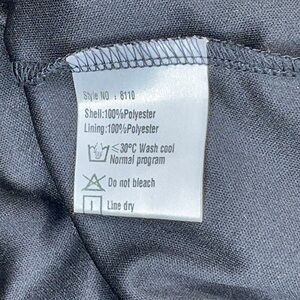 Style NO : 8110
Shell:100%Polyester
Lining:100%Polyester
≤30°C Wash cool
Normal program
Do not bleach
Line dry